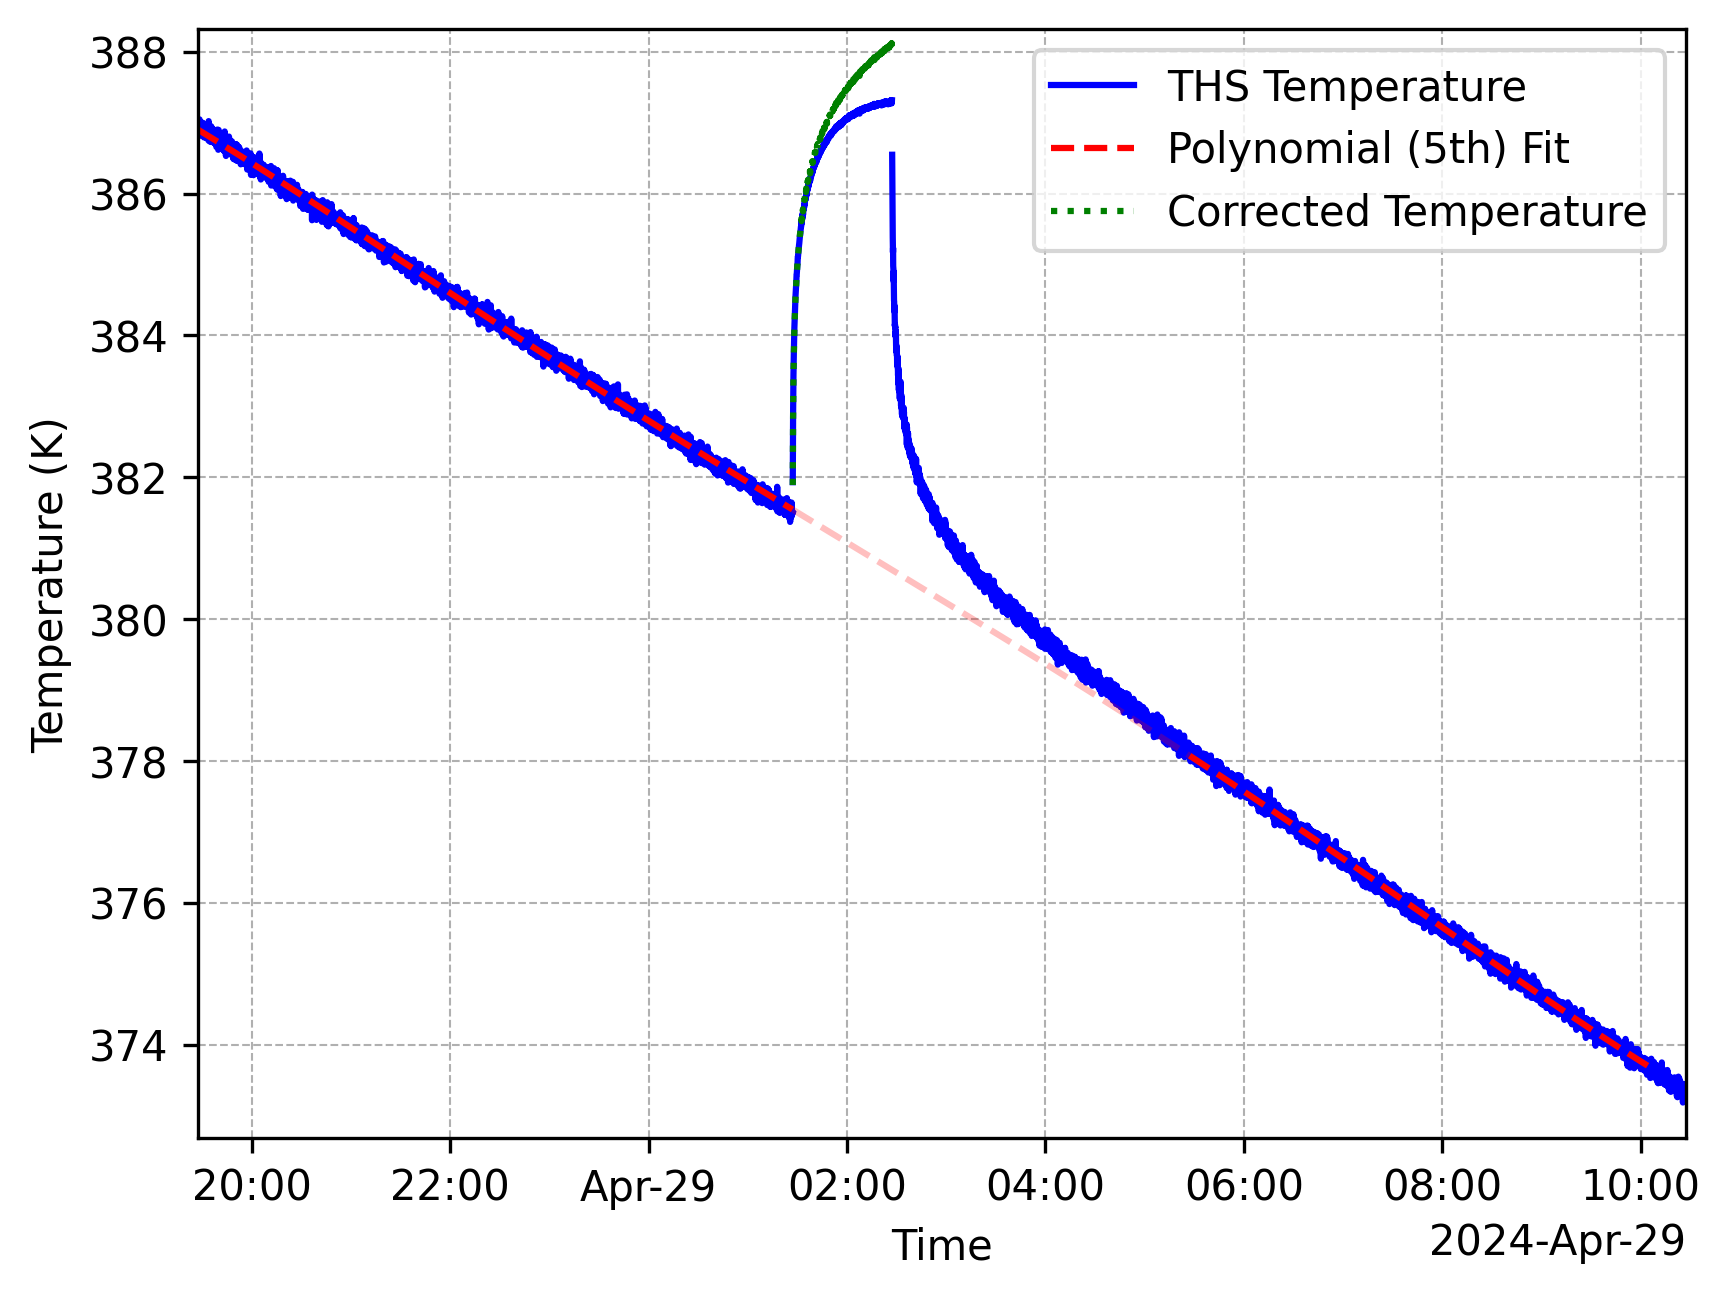 388
386
384
382
380
378
376
374
Temperature (K)
THS Temperature
Polynomial (5th) Fit
Corrected Temperature
20:00 22:00 Apr-29 02:00 04:00 06:00 08:00 10:00
Time
2024-Apr-29